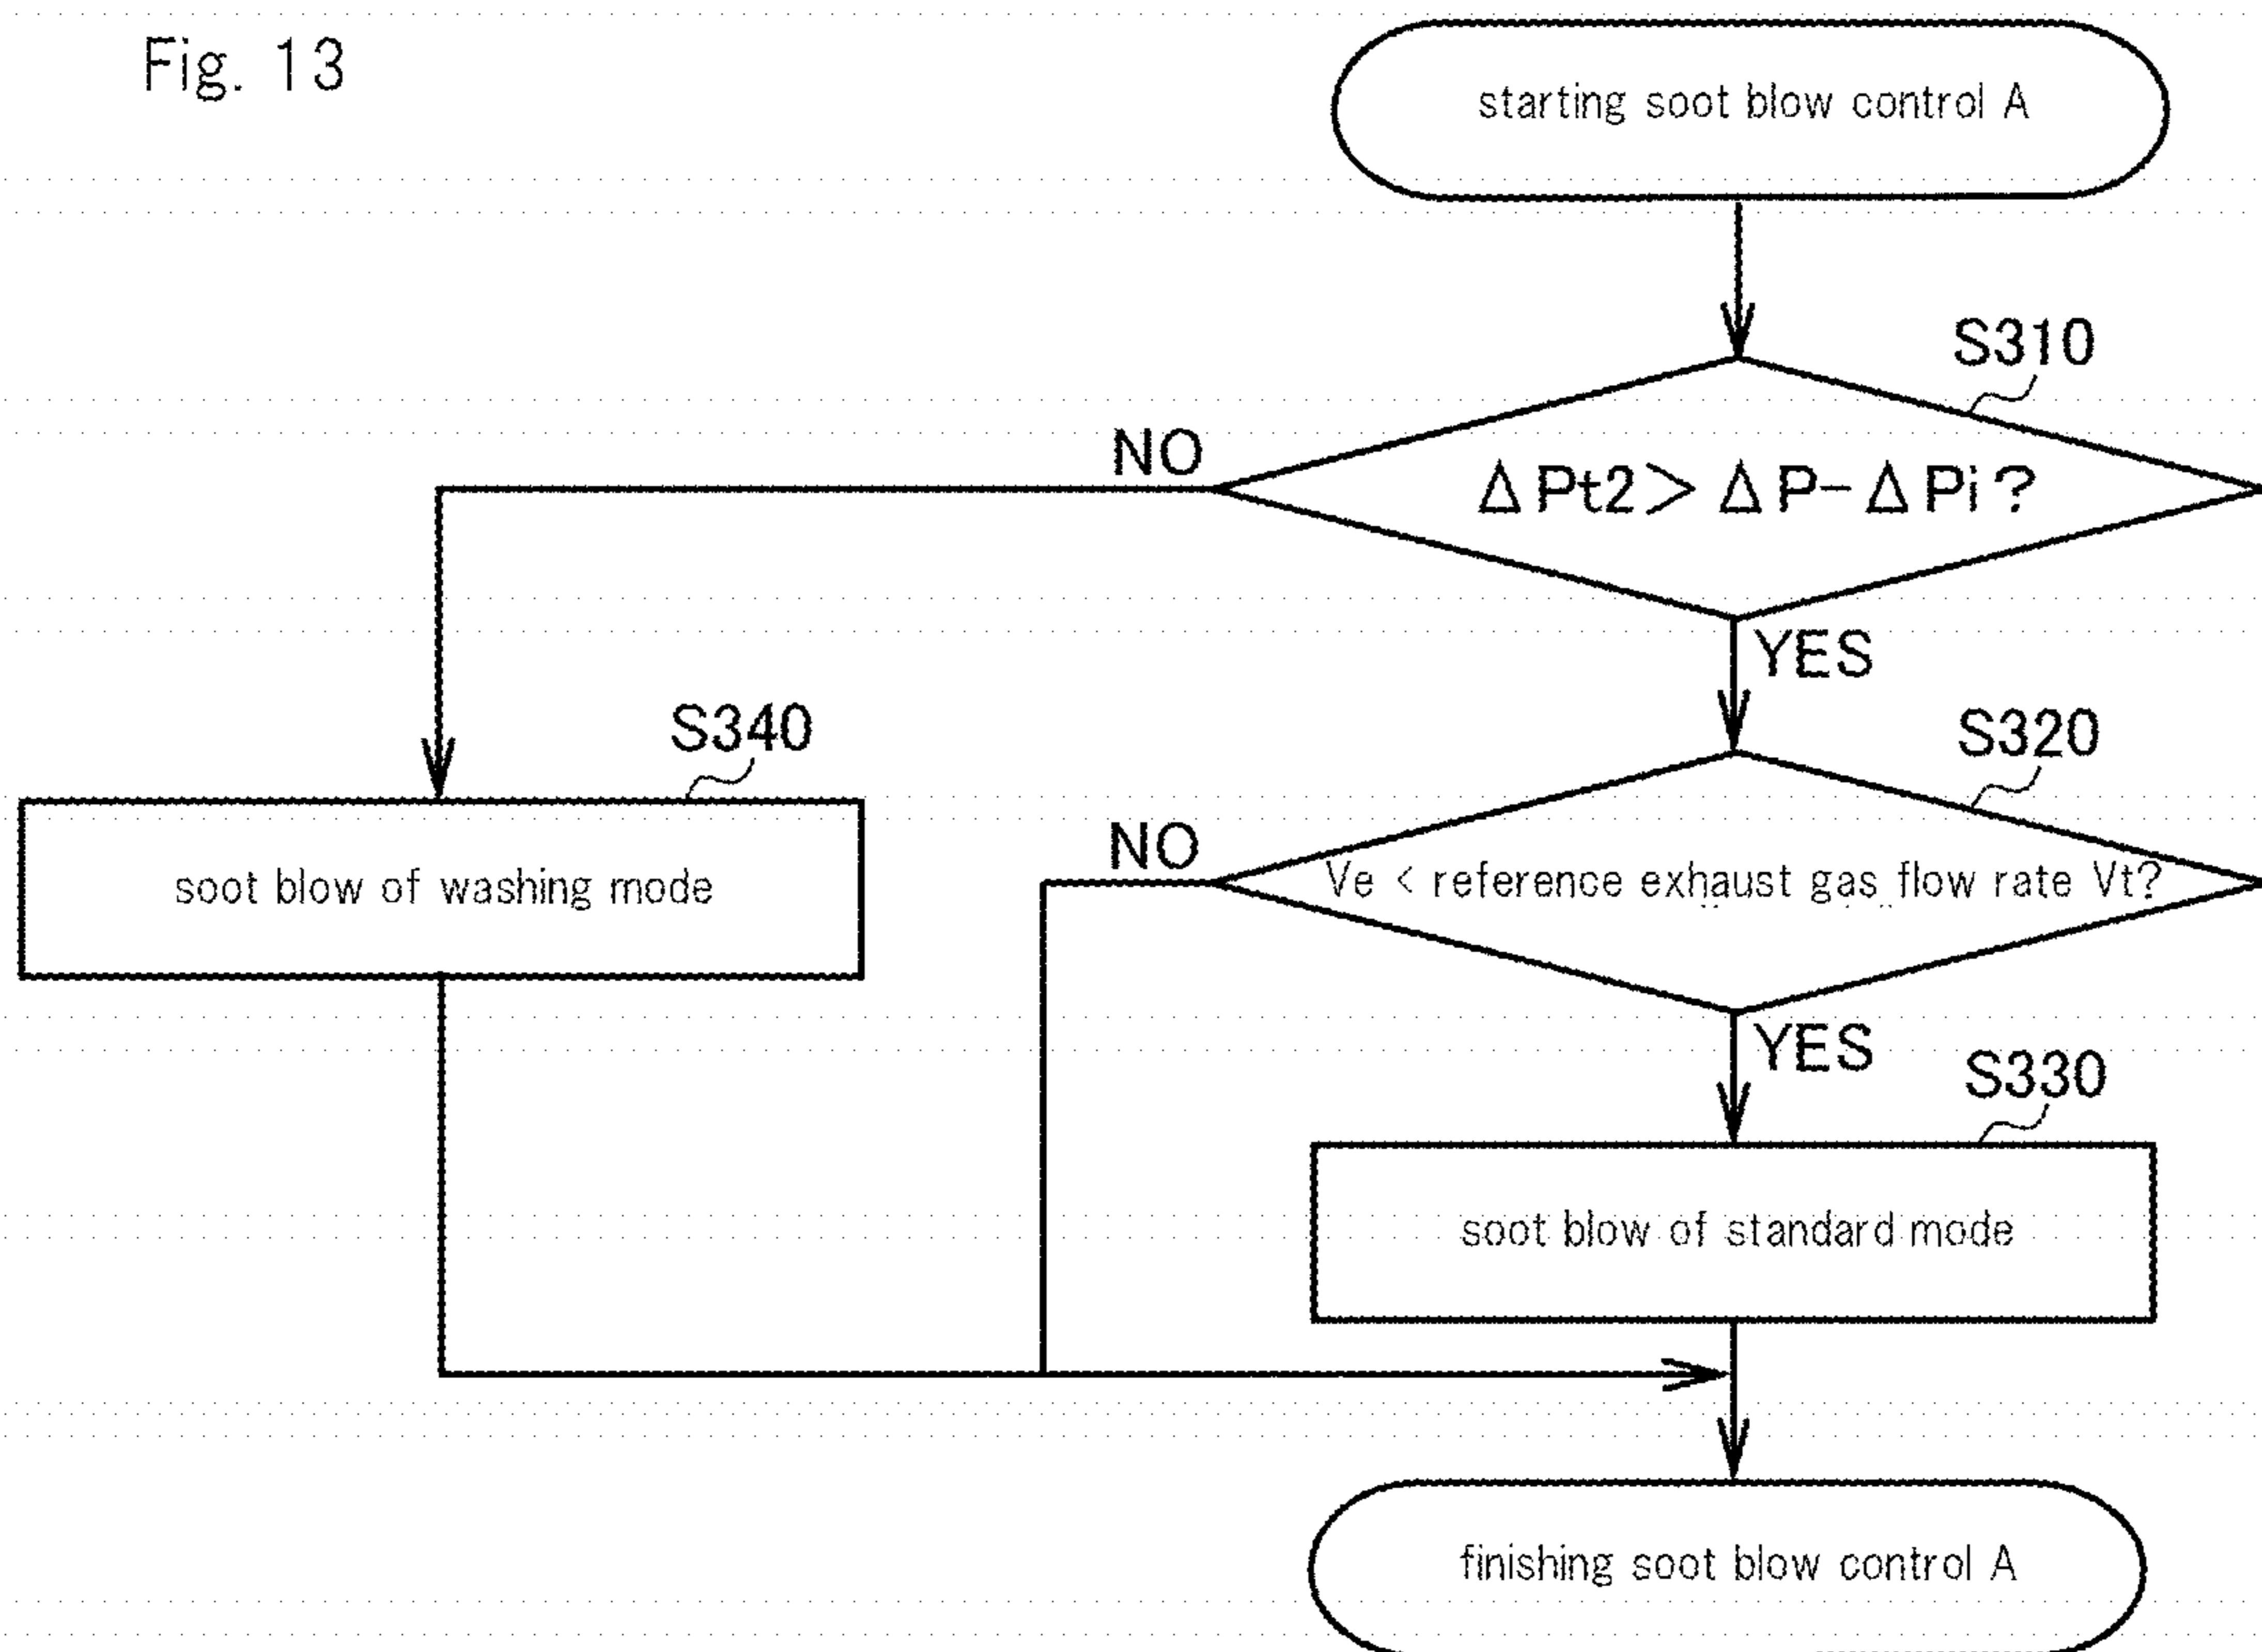 Fig. 13
starting soot blow control A
S310
NO
ΔPt2>ΔP-ΔPi?
YES
S340
S320
NO
soot blow of washing mode
Ve < reference exhaust gas flow rate Vt?
YES
S330
soot blow of standard mode
finishing soot blow control A